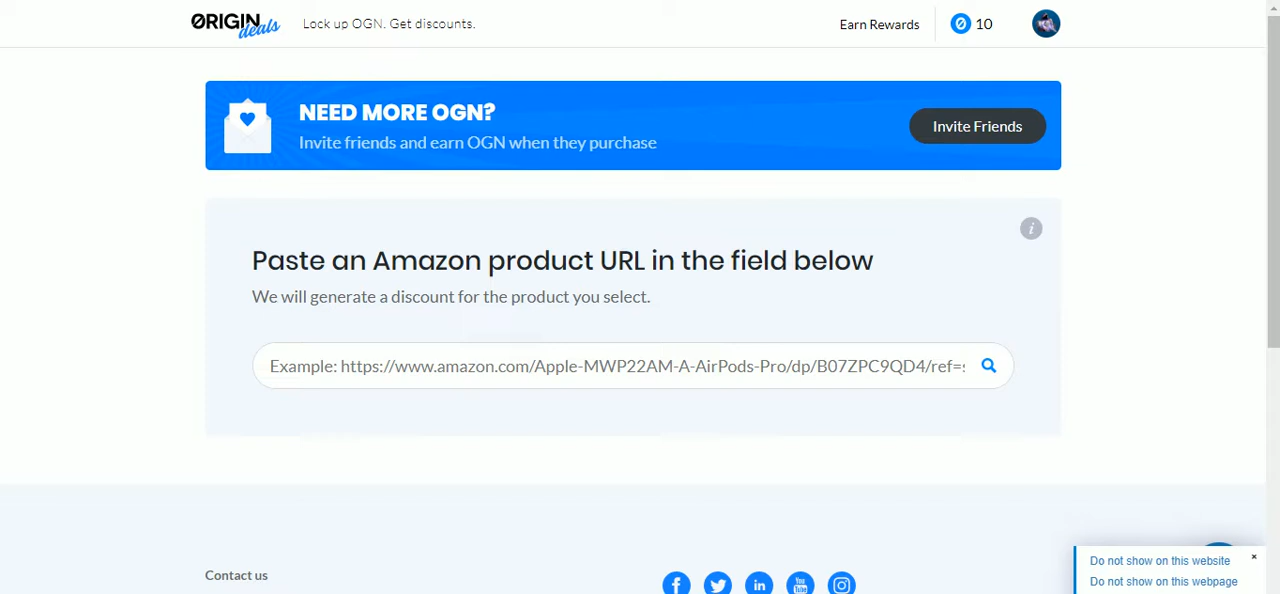 ORIGIN deals
Lock up OGN. Get discounts.
Earn Rewards
10
NEED MORE OGN?
Invite friends and earn OGN when they purchase
Invite Friends
i
Paste an Amazon product URL in the field below
We will generate a discount for the product you select.
Example: https://www.amazon.com/Apple-MWP22AM-A-AirPods-Pro/dp/B07ZPC9QD4/ref=s
Contact us
f
in
You Tube
Do not show on this website
×
Do not show on this webpage